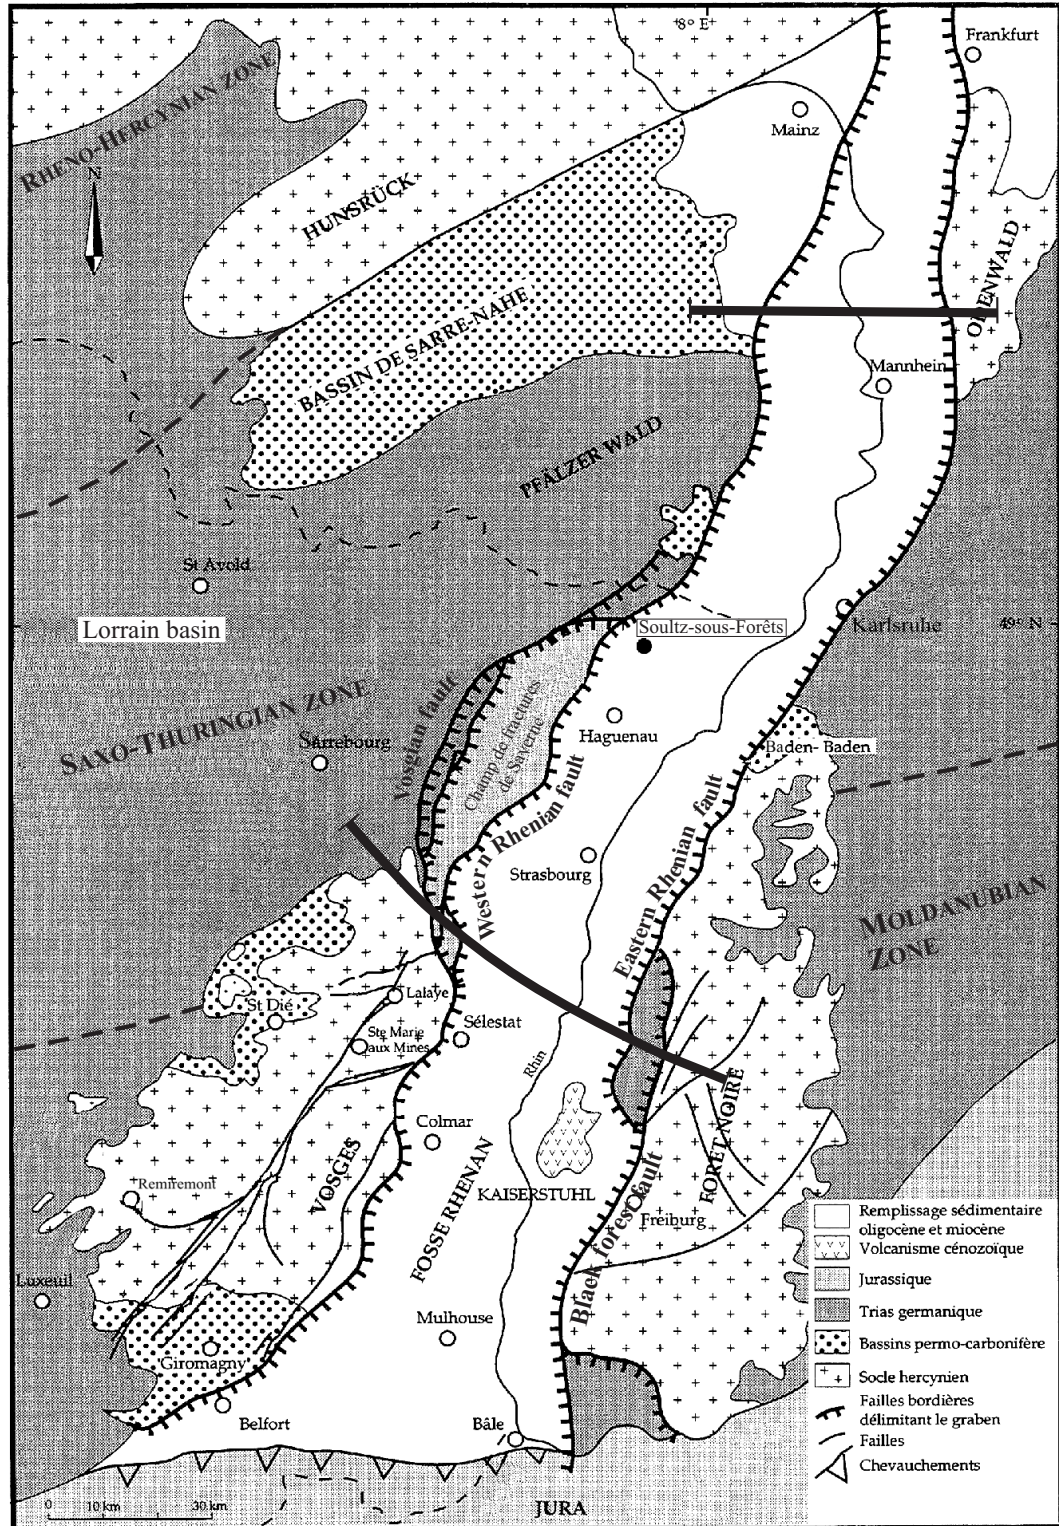 8° E
Frankfurt
Mainz
RHENO-HERCYNIAN ZONE
N
HUNSRÜCK
ODENWALD
BASSIN DE SARRE-NAHE
Mannhein
PFÄLZER WALD
St Avold
Lorrain basin
Soultz-sous-Forêts
Karlsruhe
49° N
SAXO-THURINGIAN ZONE
Sarrebourg
Vosgian fault
Champ de fractures
de Saverne
Haguenau
Baden-Baden
Western Rhenian fault
Eastern Rhenian fault
Strasbourg
MOLDANUBIAN
ZONE
Lalaye
St Dié
Ste Marie
aux Mines
Sélestat
Rhin
Colmar
VOSGES
FOSSE RHENAN
KAISERSTUHL
FORET NOIRE
Remiremont
Freiburg
Black forest fault
Luxeuil
Mulhouse
Giromagny
Belfort
Bâle
JURA
0 10 km 30 km
Remplissage sédimentaire
oligocène et miocène
Volcanisme cénozoïque
Jurassique
Trias germanique
Bassins permo-carbonifère
Socle hercynien
Failles bordières
délimitant le graben
Failles
Chevauchements